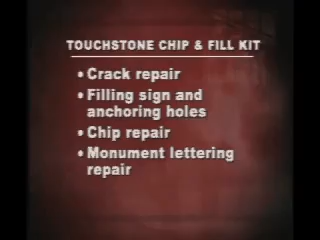 TOUCHSTONE CHIP & FILL KIT
• Crack repair
• Filling sign and
anchoring holes
• Chip repair
• Monument lettering
repair